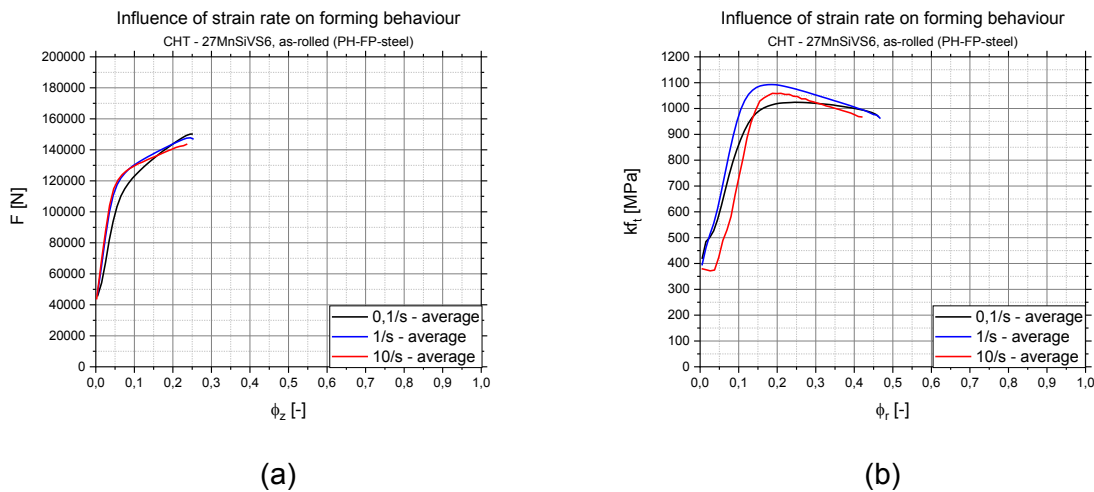 Influence of strain rate on forming behaviour
CHT - 27MnSiVS6, as-rolled (PH-FP-steel)
200000
180000
160000
140000
120000
100000
80000
60000
40000
20000
0
F [N]
0,0 0,1 0,2 0,3 0,4 0,5 0,6 0,7 0,8 0,9 1,0
ϕz [-]
0,1/s - average
1/s - average
10/s - average
(a)
Influence of strain rate on forming behaviour
CHT - 27MnSiVS6, as-rolled (PH-FP-steel)
1200
1100
1000
900
800
700
600
500
400
300
200
100
0
kft [MPa]
0,0 0,1 0,2 0,3 0,4 0,5 0,6 0,7 0,8 0,9 1,0
ϕr [-]
0,1/s - average
1/s - average
10/s - average
(b)